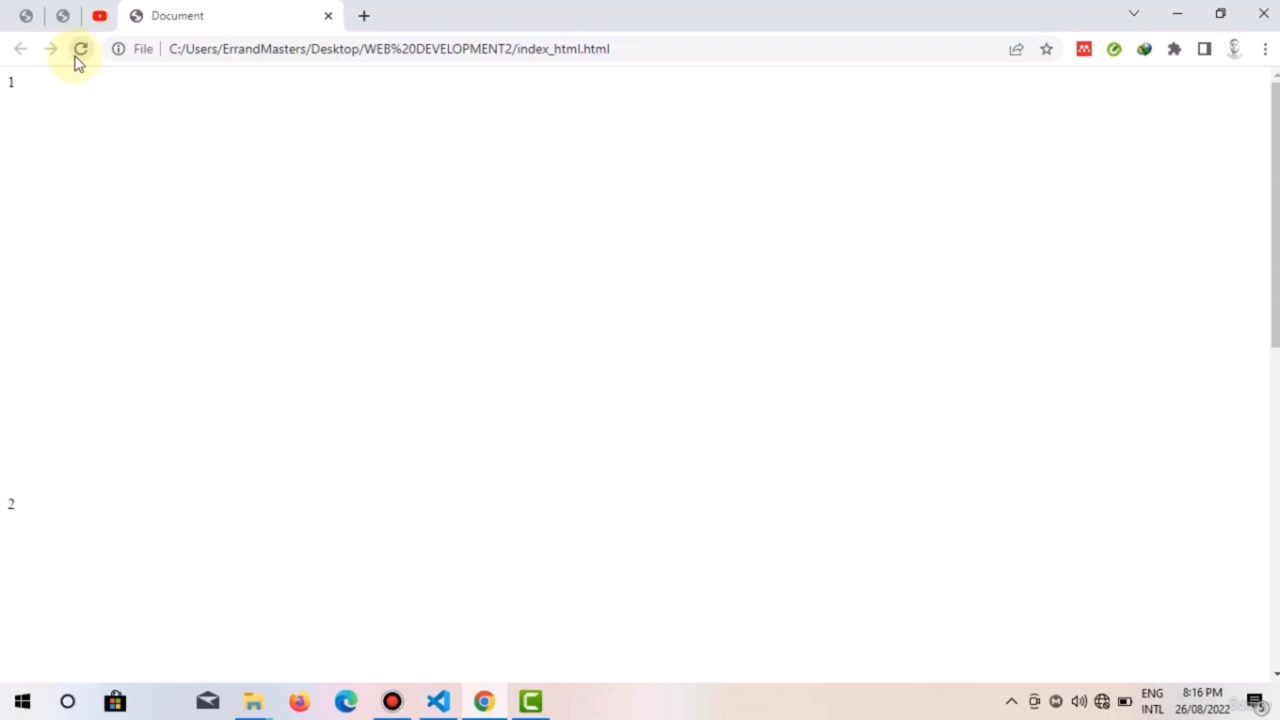 Document
File
C:/Users/ErrandMasters/Desktop/WEB%20DEVELOPMENT2/index_html.html
1
2
ENG
INTL
8:16 PM
26/08/2022
5